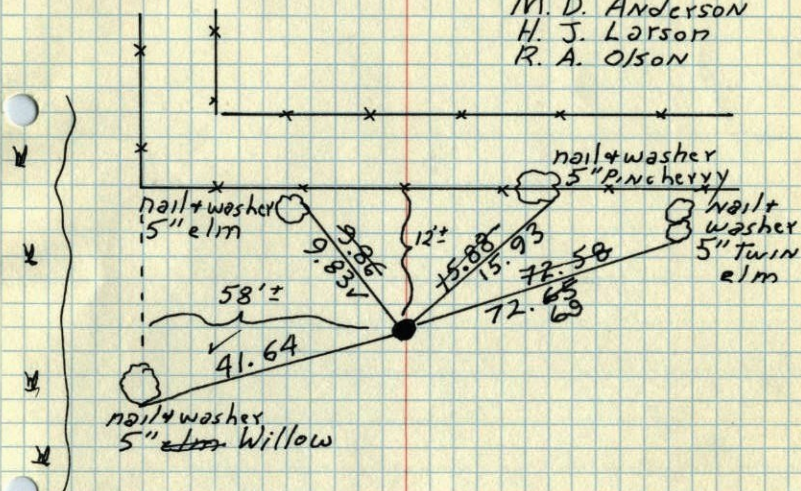 M. D. Anderson
H. J. Larson
R. A. Olson
nail & washer
5" Pincherry
nail & washer
5" elm
Nail &
washer
5" Twin
elm
12'±
9.86
9.83✓
15.88
15.93
72.58
72.65
69
58'±
✓
41.64
nail & washer
5" elm Willow